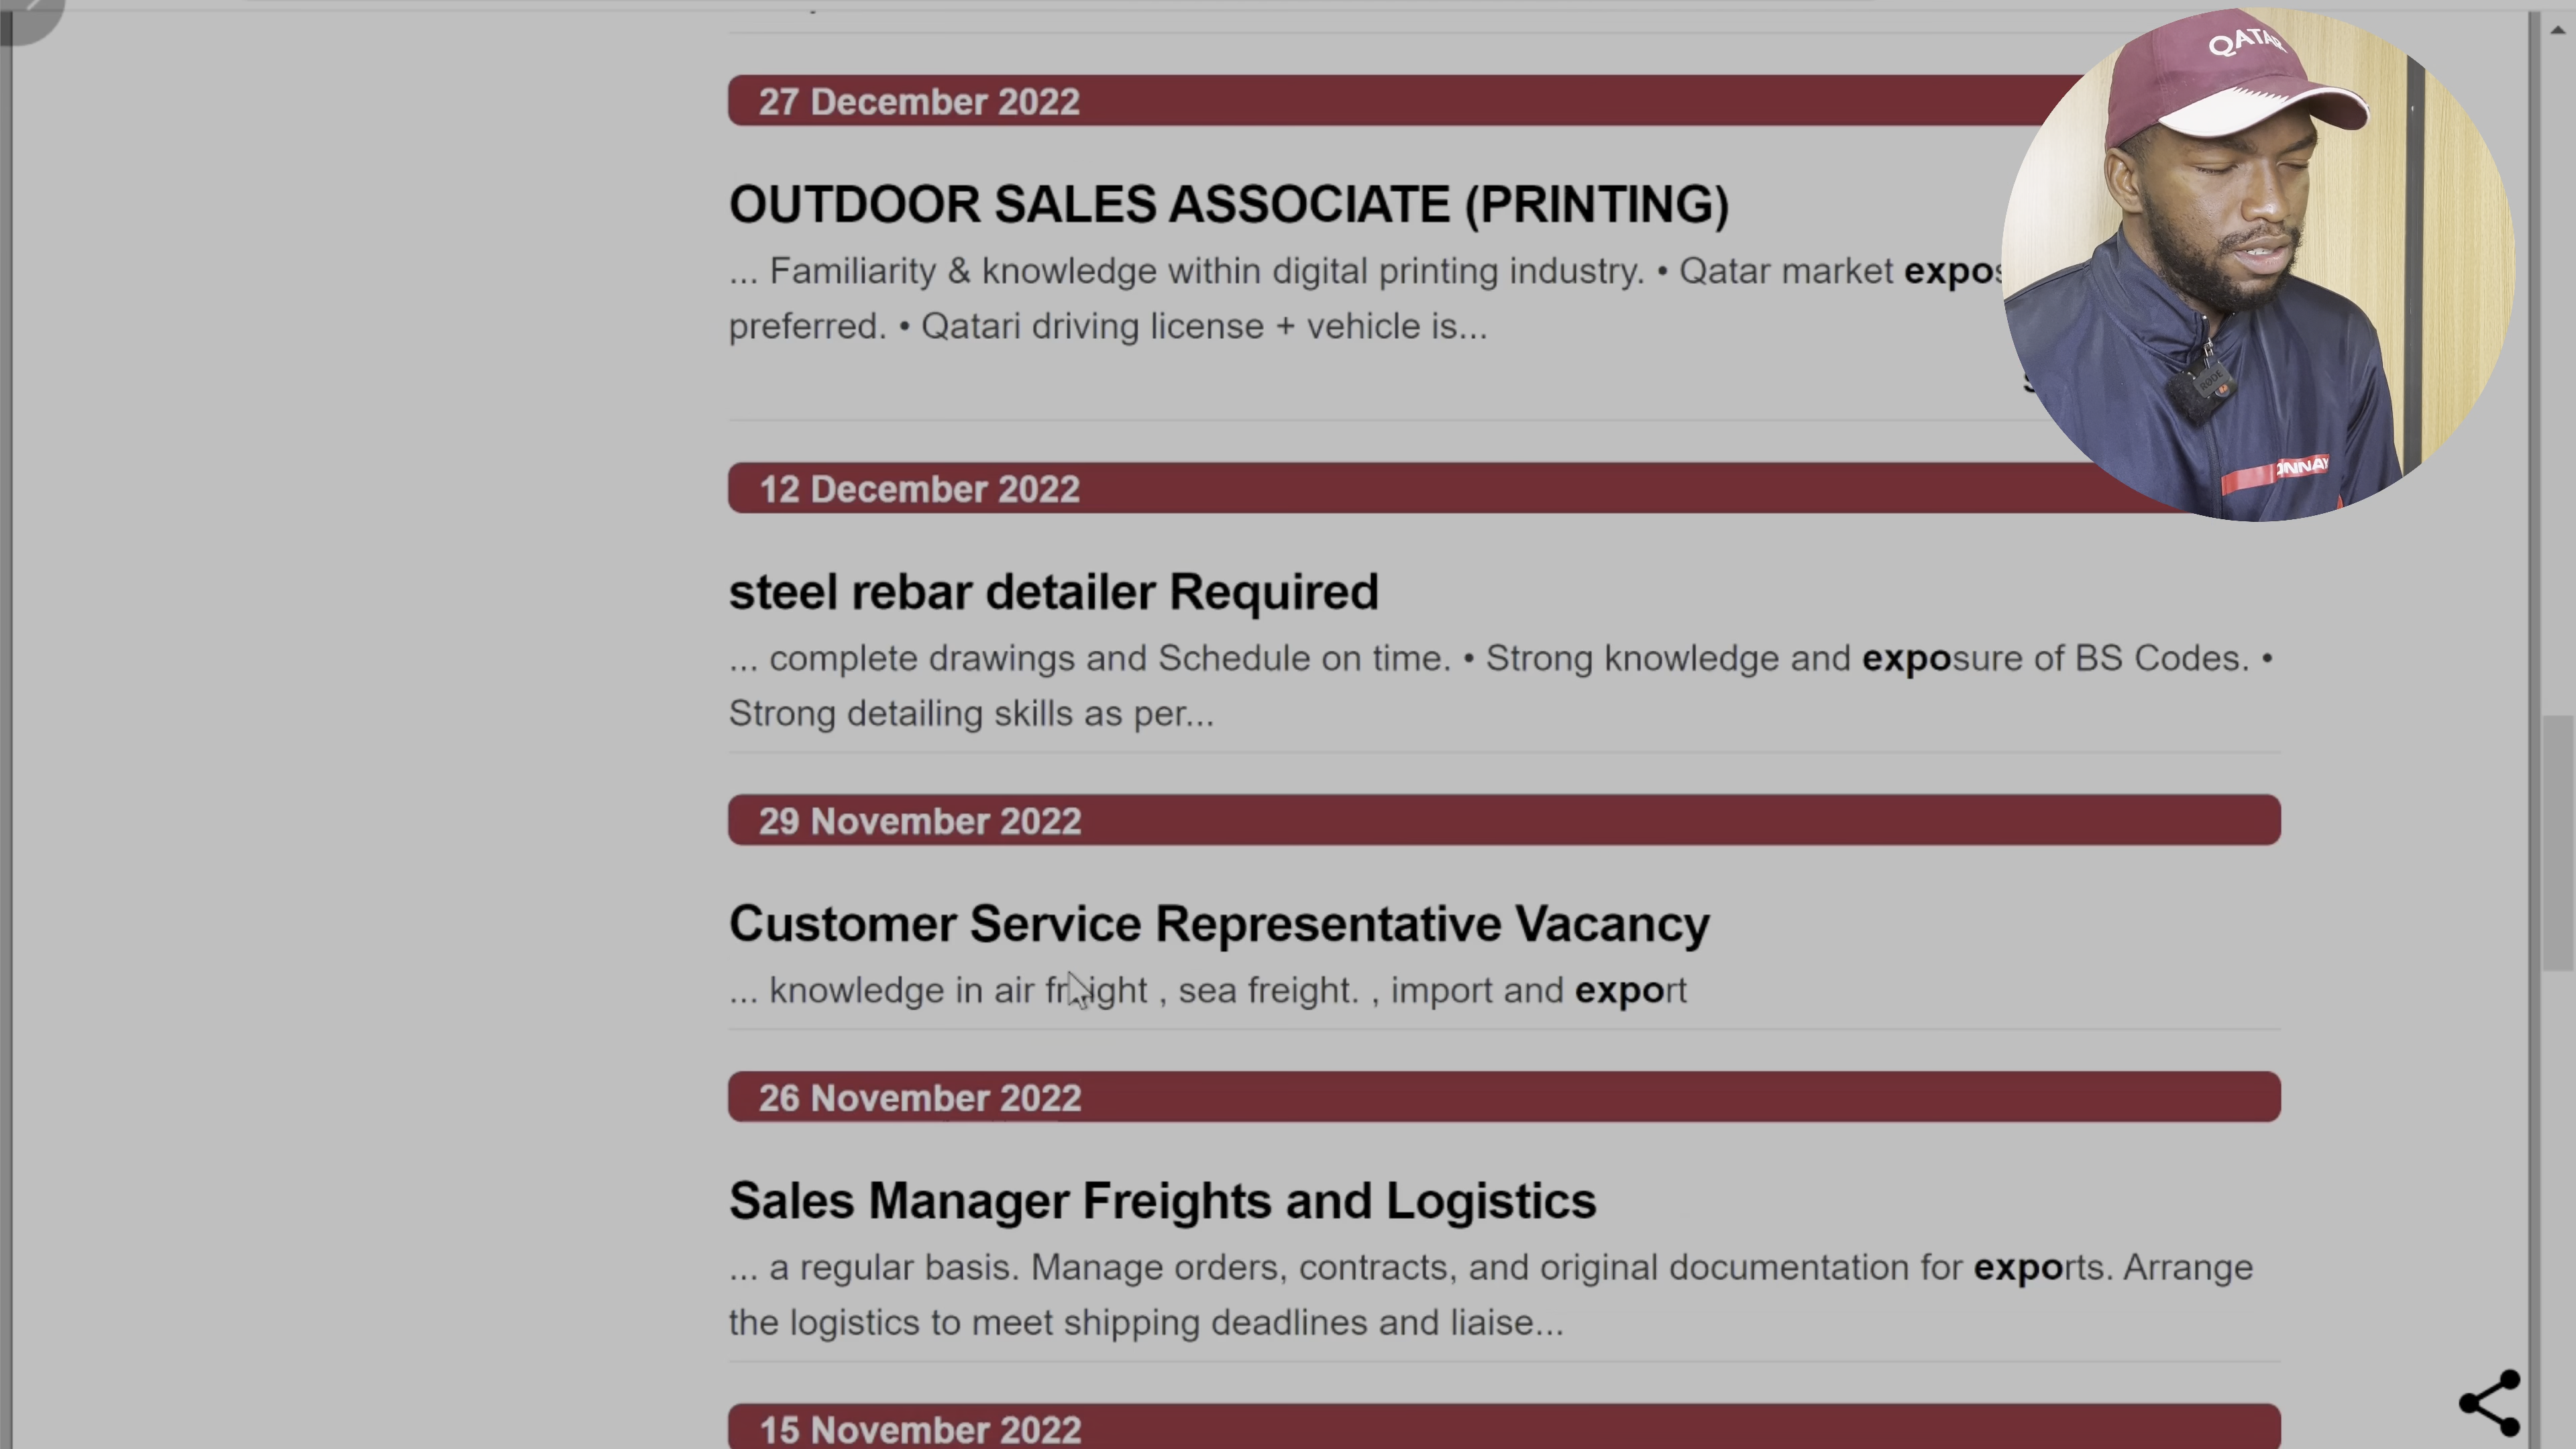 27 December 2022
OUTDOOR SALES ASSOCIATE (PRINTING)
... Familiarity & knowledge within digital printing industry. • Qatar market expos
preferred. • Qatari driving license + vehicle is...
12 December 2022
steel rebar detailer Required
... complete drawings and Schedule on time. • Strong knowledge and exposure of BS Codes. •
Strong detailing skills as per...
29 November 2022
Customer Service Representative Vacancy
... knowledge in air freight , sea freight. , import and export
26 November 2022
Sales Manager Freights and Logistics
... a regular basis. Manage orders, contracts, and original documentation for exports. Arrange
the logistics to meet shipping deadlines and liaise...
15 November 2022
QATAR
RØDE